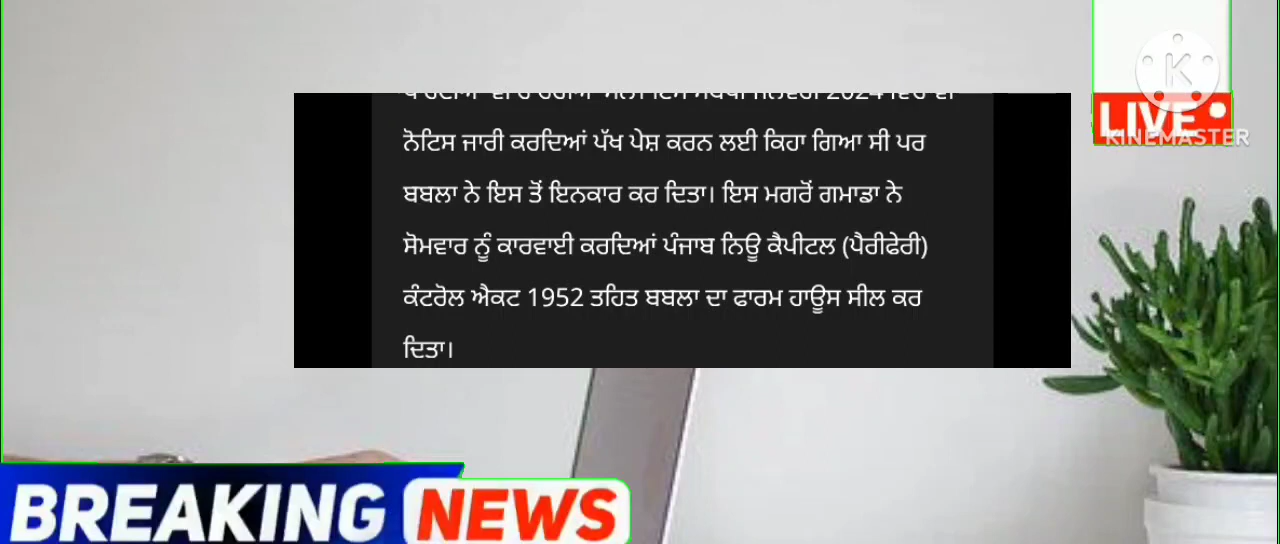 2024
ਨੋਟਿਸ ਜਾਰੀ ਕਰਦਿਆਂ ਪੱਖ ਪੇਸ਼ ਕਰਨ ਲਈ ਕਿਹਾ ਗਿਆ ਸੀ ਪਰ
ਬਬਲਾ ਨੇ ਇਸ ਤੋਂ ਇਨਕਾਰ ਕਰ ਦਿਤਾ। ਇਸ ਮਗਰੋਂ ਗਮਾਡਾ ਨੇ
ਸੋਮਵਾਰ ਨੂੰ ਕਾਰਵਾਈ ਕਰਦਿਆਂ ਪੰਜਾਬ ਨਿਊ ਕੈਪੀਟਲ (ਪੈਰੀਫੇਰੀ)
ਕੰਟਰੋਲ ਐਕਟ 1952 ਤਹਿਤ ਬਬਲਾ ਦਾ ਫਾਰਮ ਹਾਊਸ ਸੀਲ ਕਰ
ਦਿਤਾ।
K
LIVE
KINEMASTER
BREAKING NEWS